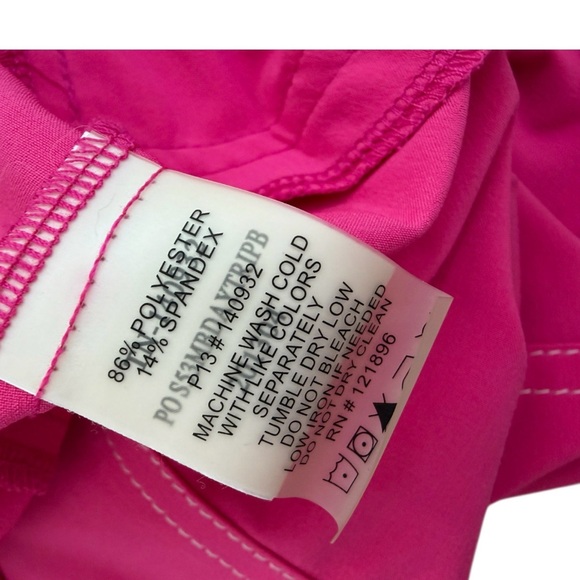 86% POLYESTER
14% SPANDEX
P13# 140932
MACHINE WASH COLD
WITH LIKE COLORS
SEPARATELY
TUMBLE DRY LOW
DO NOT BLEACH
LOW IRON IF NEEDED
DO NOT DRY CLEAN
RN # 121896